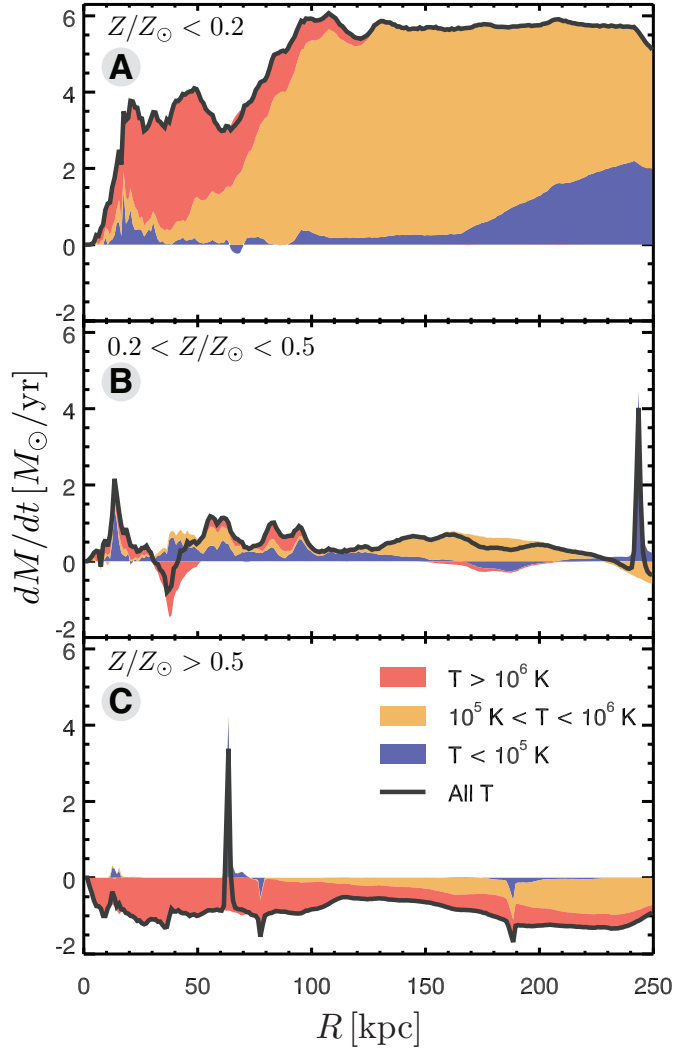 Z/Z⊙ < 0.2
A
6
4
2
0
-2
0.2 < Z/Z⊙ < 0.5
B
6
4
2
0
-2
dM/dt [M⊙/yr]
Z/Z⊙ > 0.5
C
6
4
2
0
-2
T > 10⁶ K
10⁵ K < T < 10⁶ K
T < 10⁵ K
All T
0 50 100 150 200 250
R [kpc]